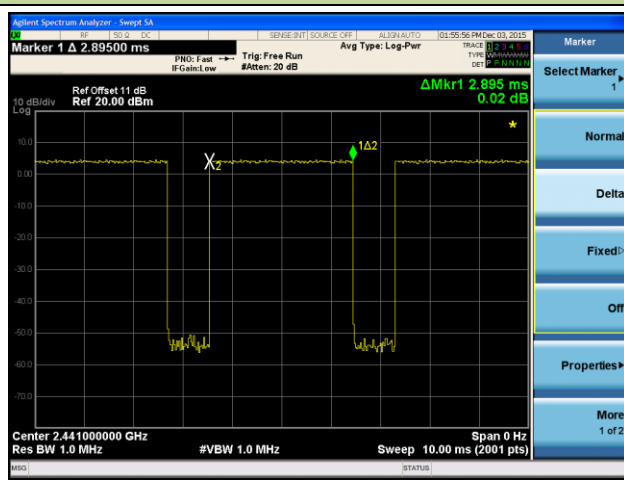 Agilent Spectrum Analyzer - Swept SA
RF 50 Ω DC SENSE:INT SOURCE OFF ALIGN AUTO 01:55:56 PM Dec 03, 2015
Marker 1 Δ 2.89500 ms
PNO: Fast
IFGain:Low
Trig: Free Run
#Atten: 20 dB
Avg Type: Log-Pwr
TRACE 1 2 3 4 5 6
TYPE
DET P P N N N N
ΔMkr1 2.895 ms
0.02 dB
Ref Offset 11 dB
10 dB/div Ref 20.00 dBm
Log
10.0
0.00
-10.0
-20.0
-30.0
-40.0
-50.0
-60.0
-70.0
X2
1Δ2
*
Center 2.441000000 GHz Span 0 Hz
Res BW 1.0 MHz #VBW 1.0 MHz Sweep 10.00 ms (2001 pts)
MSG STATUS
Marker
Select Marker
1
Normal
Delta
Fixed
Off
Properties
More
1 of 2